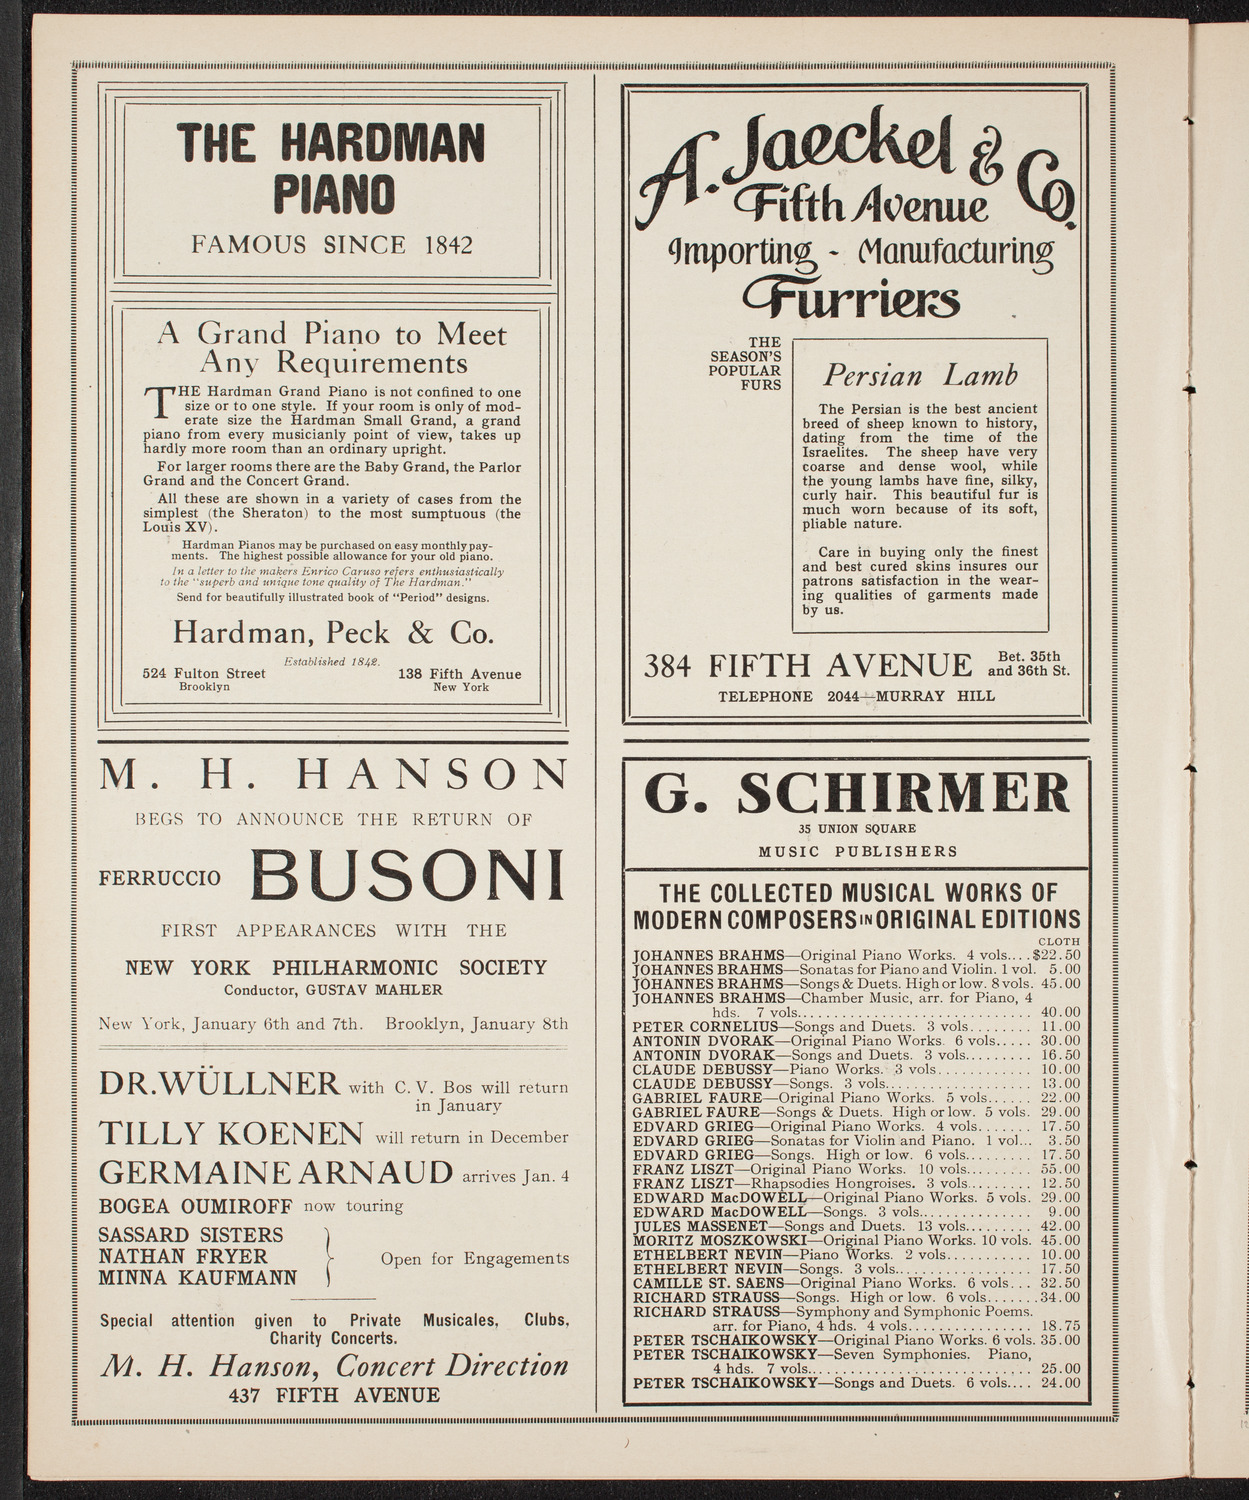 THE HARDMAN
PIANO
FAMOUS SINCE 1842
A Grand Piano to Meet
Any Requirements
THE Hardman Grand Piano is not confined to one
size or to one style. If your room is only of mod-
erate size the Hardman Small Grand, a grand
piano from every musicianly point of view, takes up
hardly more room than an ordinary upright.
For larger rooms there are the Baby Grand, the Parlor
Grand and the Concert Grand.
All these are shown in a variety of cases from the
simplest (the Sheraton) to the most sumptuous (the
Louis XV).
Hardman Pianos may be purchased on easy monthly pay-
ments. The highest possible allowance for your old piano.
In a letter to the makers Enrico Caruso refers enthusiastically
to the "superb and unique tone quality of The Hardman."
Send for beautifully illustrated book of "Period" designs.
Hardman, Peck & Co.
Established 1842.
524 Fulton Street 138 Fifth Avenue
Brooklyn New York
M. H. HANSON
BEGS TO ANNOUNCE THE RETURN OF
FERRUCCIO BUSONI
FIRST APPEARANCES WITH THE
NEW YORK PHILHARMONIC SOCIETY
Conductor, GUSTAV MAHLER
New York, January 6th and 7th. Brooklyn, January 8th
DR. WÜLLNER with C. V. Bos will return
in January
TILLY KOENEN will return in December
GERMAINE ARNAUD arrives Jan. 4
BOGEA OUMIROFF now touring
SASSARD SISTERS
NATHAN FRYER Open for Engagements
MINNA KAUFMANN
Special attention given to Private Musicales, Clubs,
Charity Concerts.
M. H. Hanson, Concert Direction
437 FIFTH AVENUE
A. Jaeckel & Co.
Fifth Avenue
Importing - Manufacturing
Furriers
THE
SEASON'S
POPULAR
FURS
Persian Lamb
The Persian is the best ancient
breed of sheep known to history,
dating from the time of the
Israelites. The sheep have very
coarse and dense wool, while
the young lambs have fine, silky,
curly hair. This beautiful fur is
much worn because of its soft,
pliable nature.
Care in buying only the finest
and best cured skins insures our
patrons satisfaction in the wear-
ing qualities of garments made
by us.
384 FIFTH AVENUE Bet. 35th
and 36th St.
TELEPHONE 2044—MURRAY HILL
G. SCHIRMER
35 UNION SQUARE
MUSIC PUBLISHERS
THE COLLECTED MUSICAL WORKS OF
MODERN COMPOSERS IN ORIGINAL EDITIONS
CLOTH
JOHANNES BRAHMS—Original Piano Works. 4 vols....$22.50
JOHANNES BRAHMS—Sonatas for Piano and Violin. 1 vol. 5.00
JOHANNES BRAHMS—Songs & Duets. High or low. 8 vols. 45.00
JOHANNES BRAHMS—Chamber Music, arr. for Piano, 4
hds. 7 vols.............................. 40.00
PETER CORNELIUS—Songs and Duets. 3 vols........ 11.00
ANTONIN DVORAK—Original Piano Works. 6 vols..... 30.00
ANTONIN DVORAK—Songs and Duets. 3 vols......... 16.50
CLAUDE DEBUSSY—Piano Works. 3 vols............ 10.00
CLAUDE DEBUSSY—Songs. 3 vols.................. 13.00
GABRIEL FAURE—Original Piano Works. 5 vols...... 22.00
GABRIEL FAURE—Songs & Duets. High or low. 5 vols. 29.00
EDVARD GRIEG—Original Piano Works. 4 vols....... 17.50
EDVARD GRIEG—Sonatas for Violin and Piano. 1 vol... 3.50
EDVARD GRIEG—Songs. High or low. 6 vols......... 17.50
FRANZ LISZT—Original Piano Works. 10 vols........ 55.00
FRANZ LISZT—Rhapsodies Hongroises. 3 vols........ 12.50
EDWARD MacDOWELL—Original Piano Works. 5 vols. 29.00
EDWARD MacDOWELL—Songs. 3 vols.............. 9.00
JULES MASSENET—Songs and Duets. 13 vols......... 42.00
MORITZ MOSZKOWSKI—Original Piano Works. 10 vols. 45.00
ETHELBERT NEVIN—Piano Works. 2 vols........... 10.00
ETHELBERT NEVIN—Songs. 3 vols................. 17.50
CAMILLE ST. SAENS—Original Piano Works. 6 vols... 32.50
RICHARD STRAUSS—Songs. High or low. 6 vols.......34.00
RICHARD STRAUSS—Symphony and Symphonic Poems.
arr. for Piano, 4 hds. 4 vols................ 18.75
PETER TSCHAIKOWSKY—Original Piano Works. 6 vols. 35.00
PETER TSCHAIKOWSKY—Seven Symphonies. Piano,
4 hds. 7 vols............................ 25.00
PETER TSCHAIKOWSKY—Songs and Duets. 6 vols.... 24.00